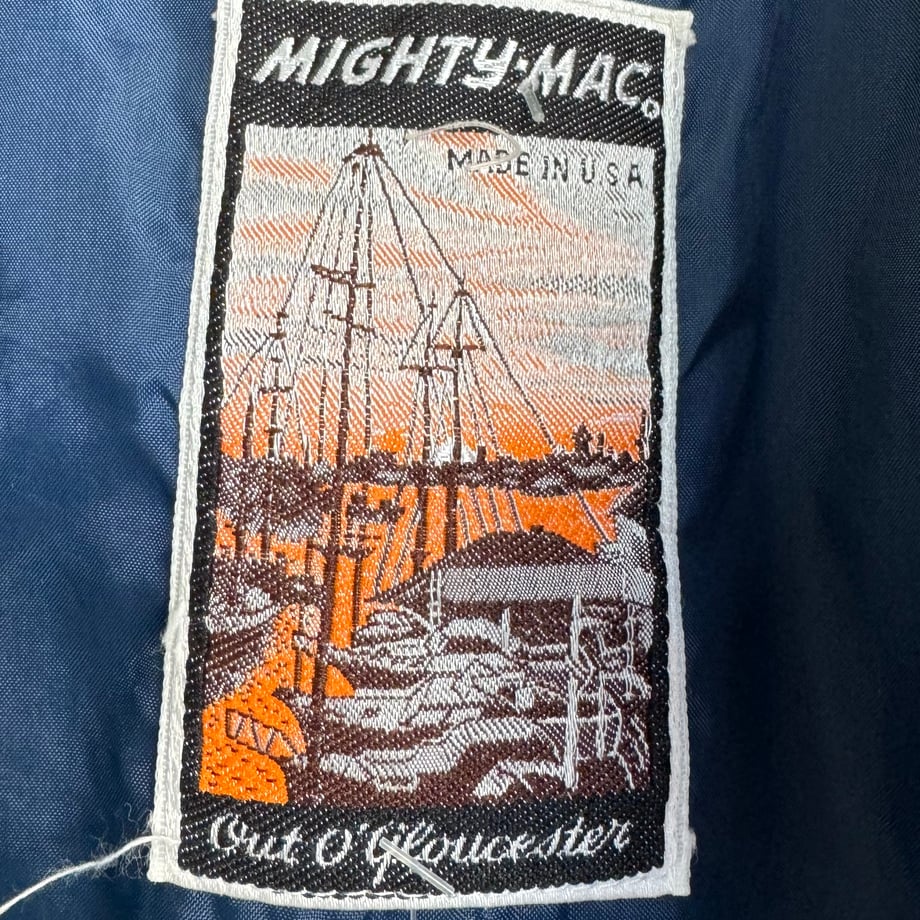 MIGHTY-MAC®
MADE IN U S A
Out O' Gloucester